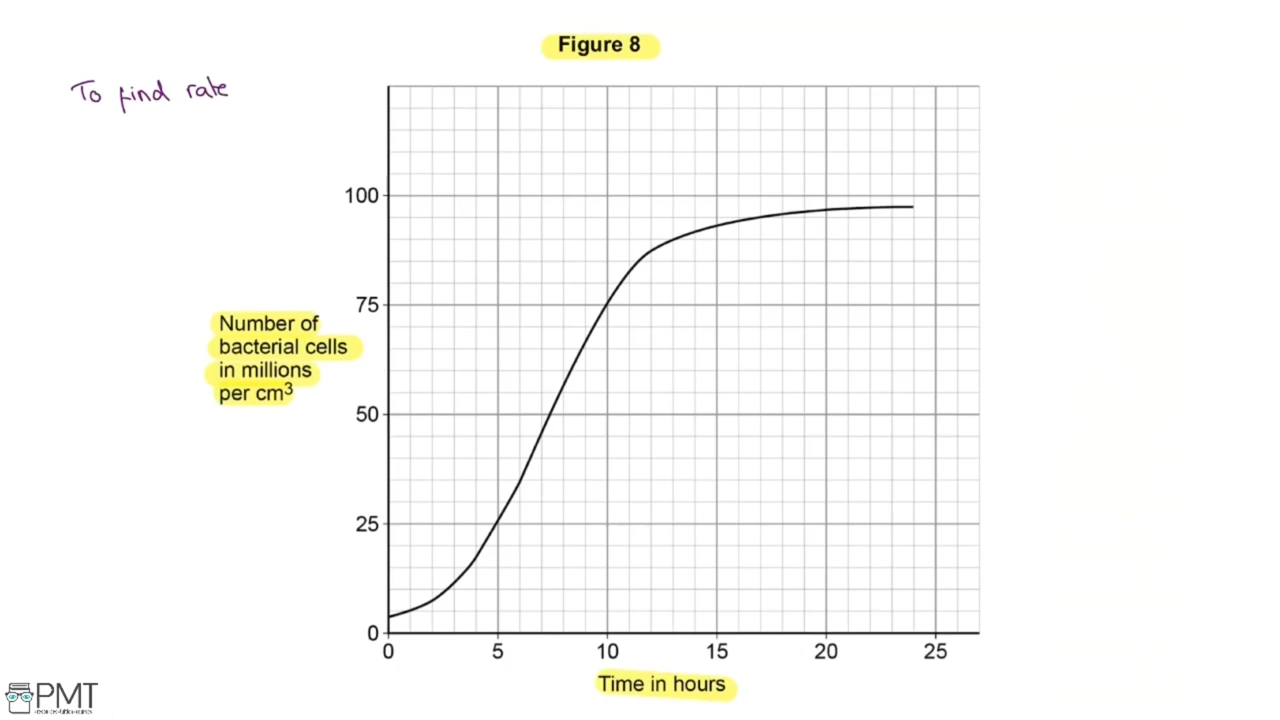 Figure 8
To find rate
100
75
Number of
bacterial cells
in millions
per cm³
50
25
0
0 5 10 15 20 25
Time in hours
PMT